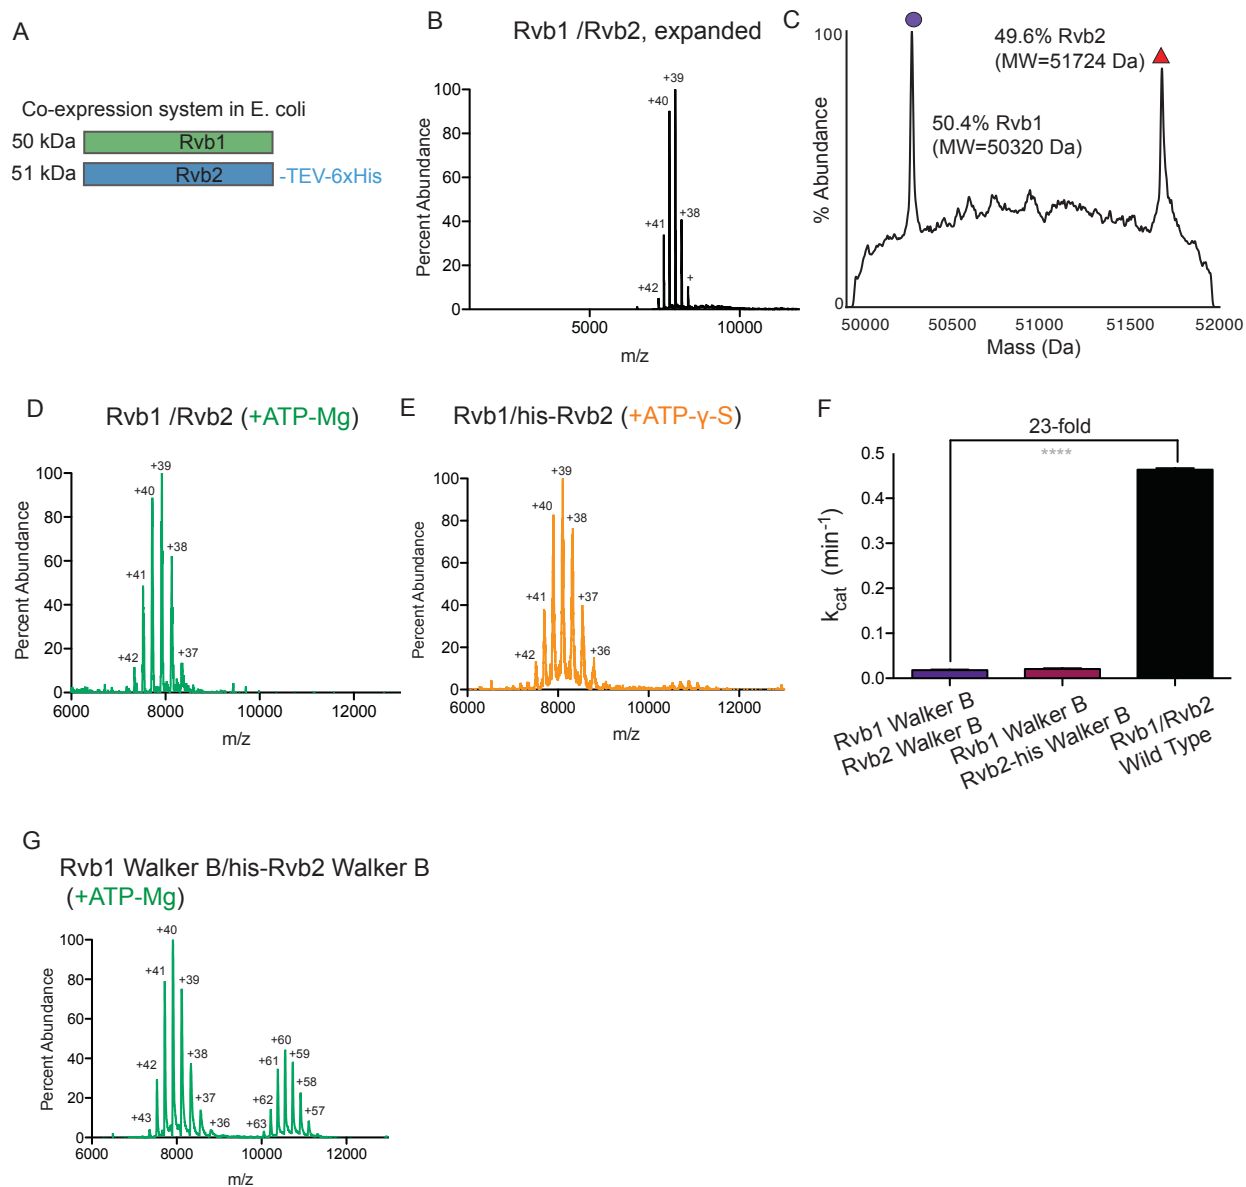 A
Co-expression system in E. coli
50 kDa Rvb1
51 kDa Rvb2 -TEV-6xHis
B
Rvb1 /Rvb2, expanded
Percent Abundance
100
80
60
40
20
0
+42
+41
+40
+39
+38
+
5000 10000
m/z
C
100
0
% Abundance
49.6% Rvb2
(MW=51724 Da)
50.4% Rvb1
(MW=50320 Da)
50000 50500 51000 51500 52000
Mass (Da)
D
Rvb1 /Rvb2 (+ATP-Mg)
Percent Abundance
100
80
60
40
20
0
+42
+41
+40
+39
+38
+37
6000 8000 10000 12000
m/z
E
Rvb1/his-Rvb2 (+ATP-γ-S)
Percent Abundance
100
80
60
40
20
0
+42
+41
+40
+39
+38
+37
+36
6000 8000 10000 12000
m/z
F
23-fold
****
kcat (min-1)
0.5
0.4
0.3
0.2
0.1
0.0
Rvb1 Walker B
Rvb2 Walker B
Rvb1 Walker B
Rvb2-his Walker B
Rvb1/Rvb2
Wild Type
G
Rvb1 Walker B/his-Rvb2 Walker B
(+ATP-Mg)
Percent Abundance
100
80
60
40
20
0
+43
+42
+41
+40
+39
+38
+37
+36
+63
+62
+61
+60
+59
+58
+57
6000 8000 10000 12000
m/z